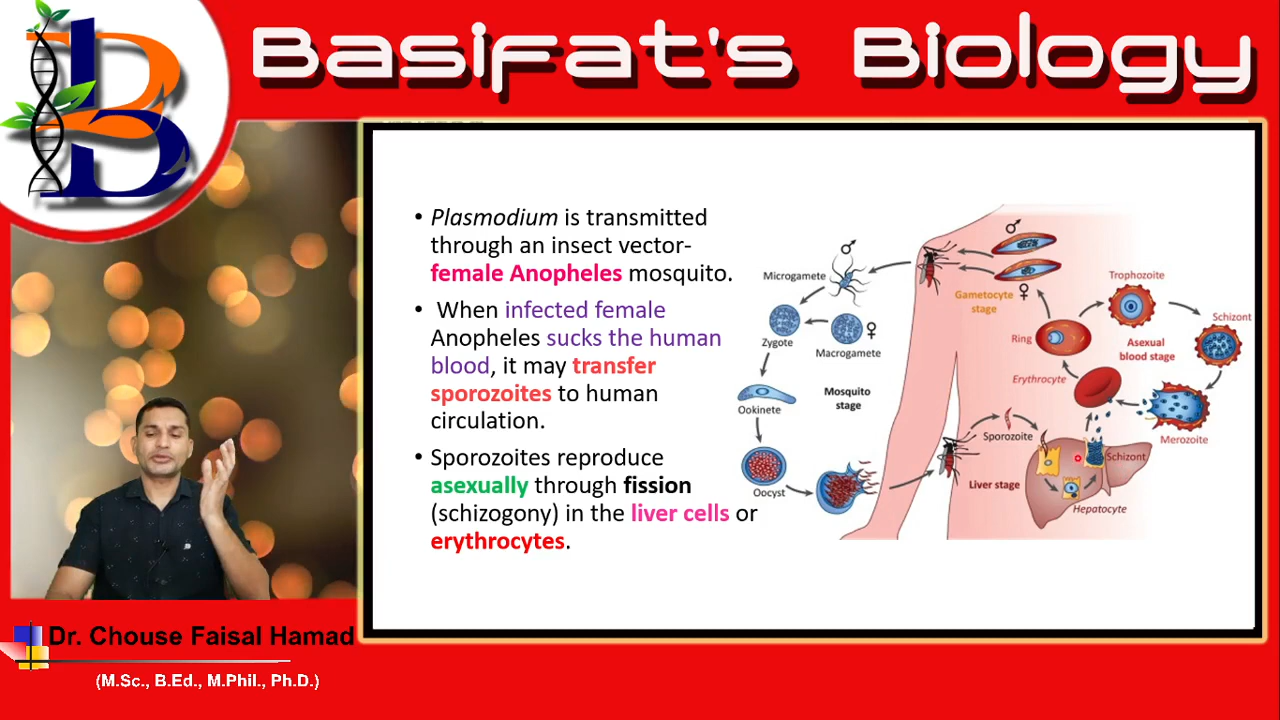 Basifat's Biology
B
• Plasmodium is transmitted
through an insect vector-
female Anopheles mosquito.
• When infected female
Anopheles sucks the human
blood, it may transfer
sporozoites to human
circulation.
• Sporozoites reproduce
asexually through fission
(schizogony) in the liver cells or
erythrocytes.
♂
Microgamete
Zygote
♀
Macrogamete
Ookinete
Mosquito
stage
Oocyst
♂
♀
Gametocyte
stage
Trophozoite
Schizont
Ring
Asexual
blood stage
Erythrocyte
Merozoite
Sporozoite
Schizont
Liver stage
Hepatocyte
Dr. Chouse Faisal Hamad
(M.Sc., B.Ed., M.Phil., Ph.D.)